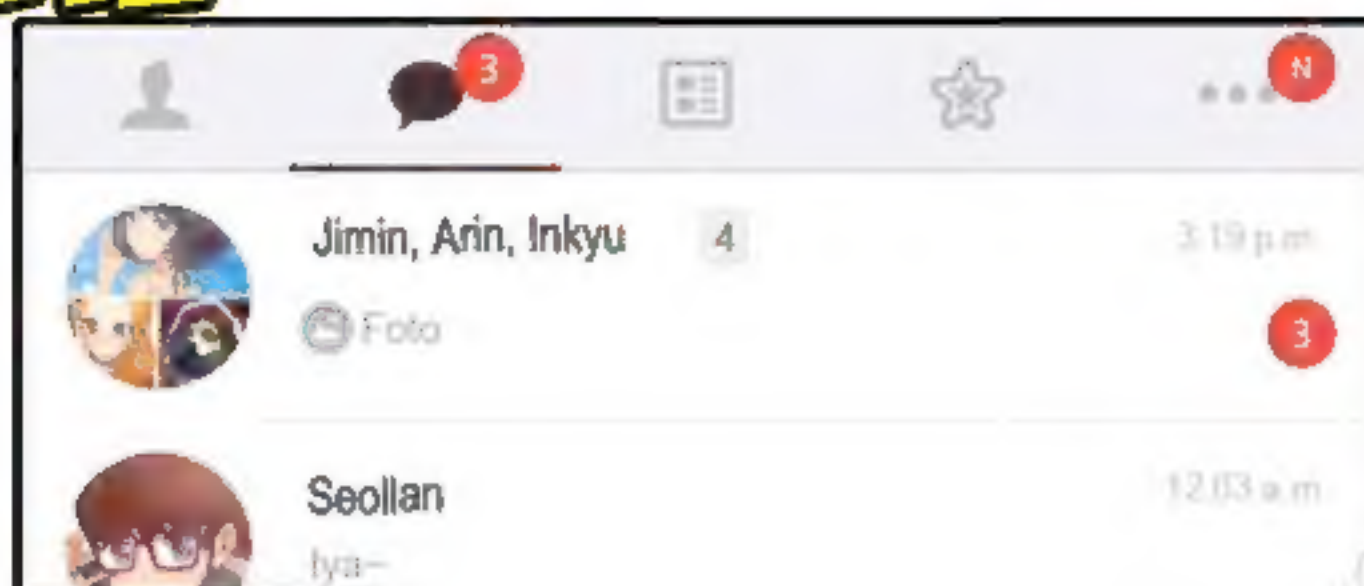 3
N
Jimin, Arin, Inkyu 4
3:19 p.m
Foto
3
Seollan
12.03 a.m
Iya~